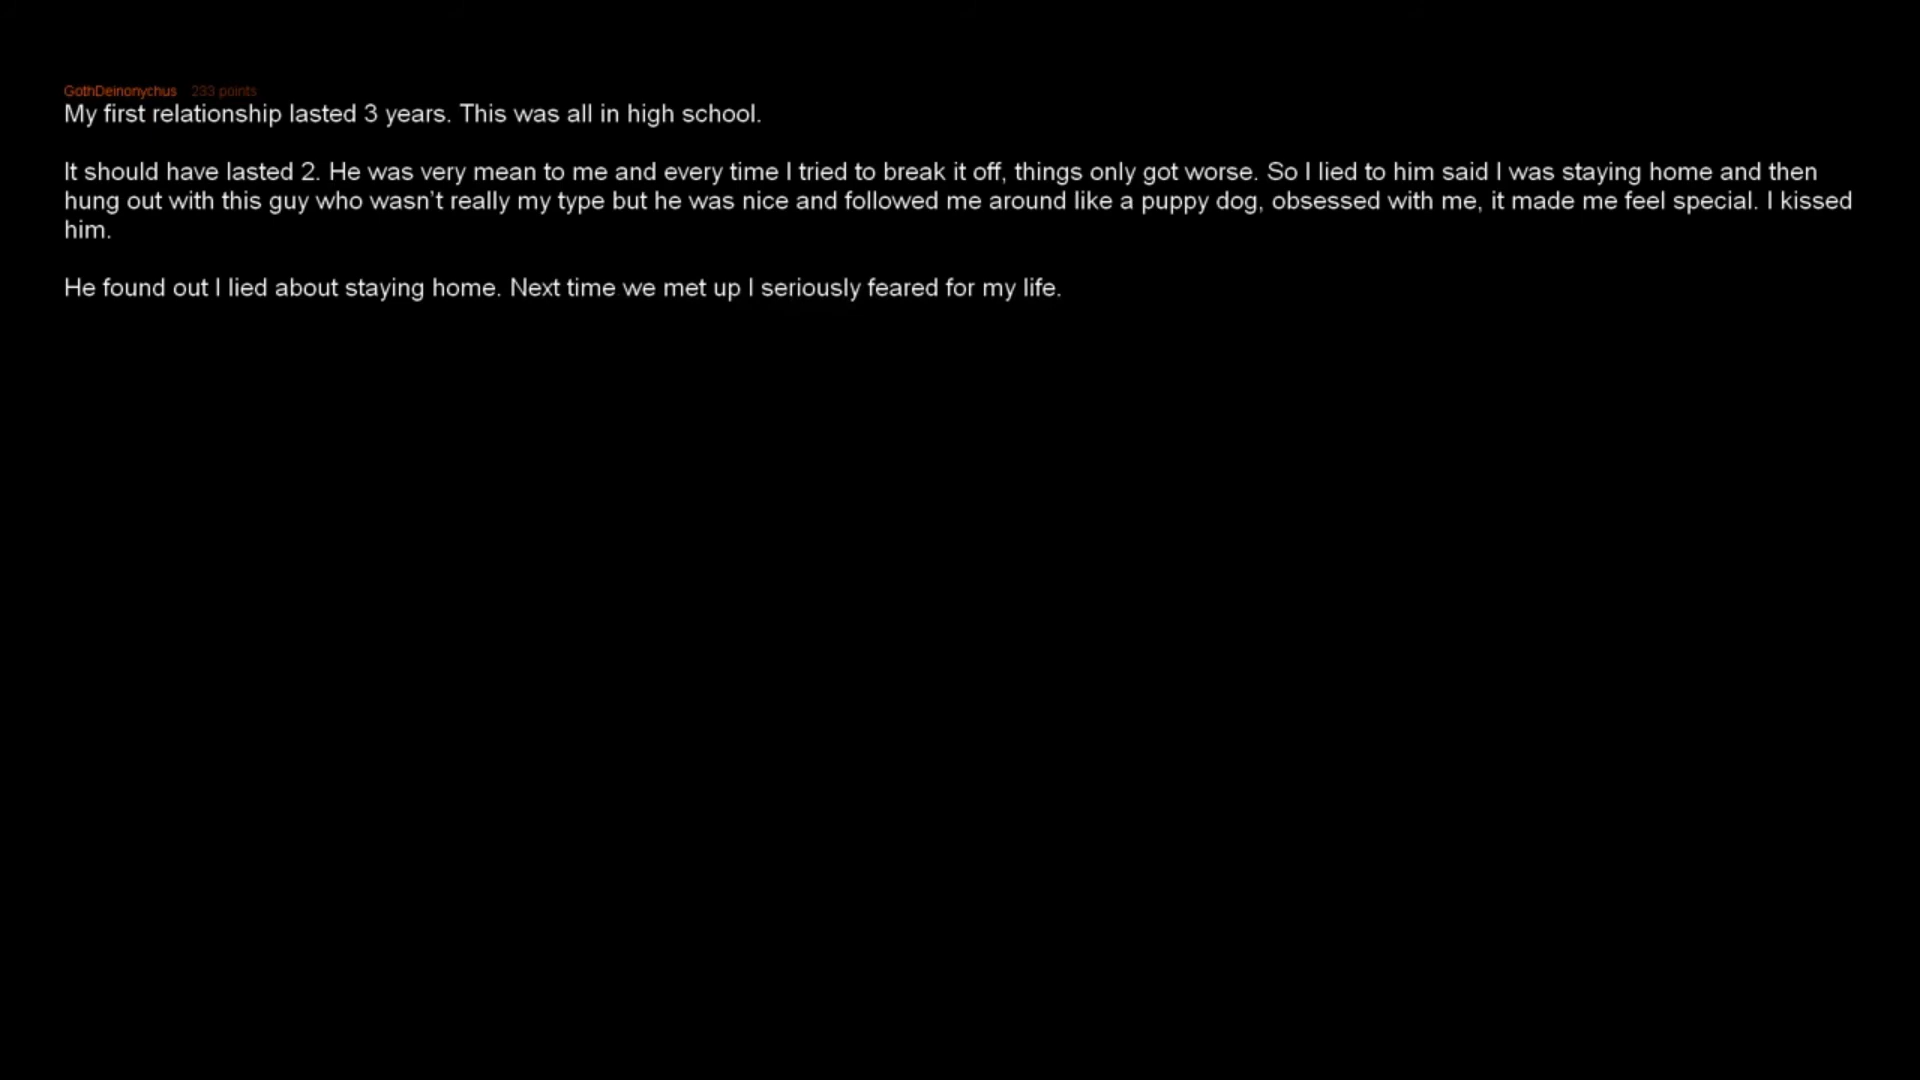 GothDeinonychus 233 points
My first relationship lasted 3 years. This was all in high school.
It should have lasted 2. He was very mean to me and every time I tried to break it off, things only got worse. So I lied to him said I was staying home and then
hung out with this guy who wasn't really my type but he was nice and followed me around like a puppy dog, obsessed with me, it made me feel special. I kissed
him.
He found out I lied about staying home. Next time we met up I seriously feared for my life.